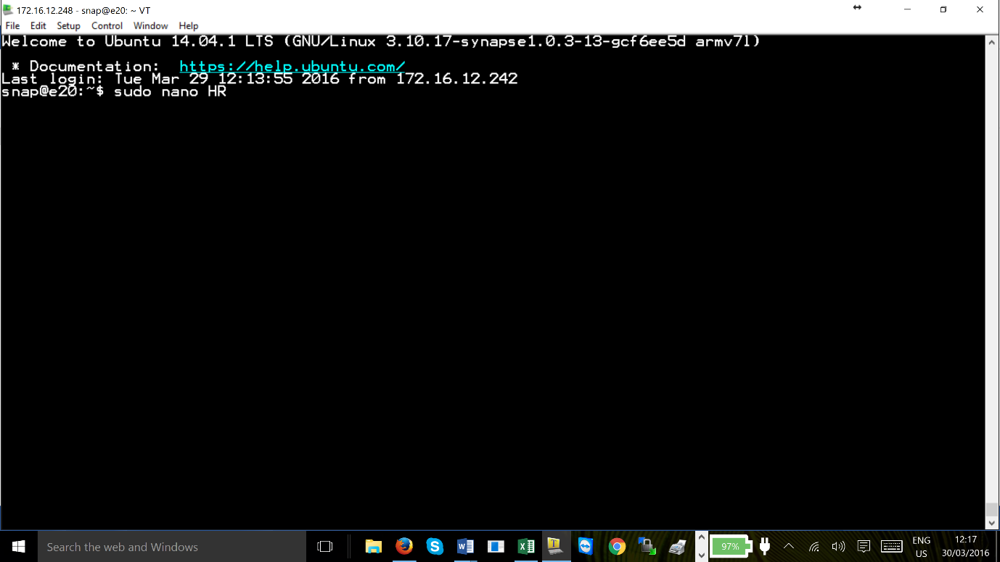 172.16.12.248 - snap@e20: ~ VT
File Edit Setup Control Window Help
Welcome to Ubuntu 14.04.1 LTS (GNU/Linux 3.10.17-synapse1.0.3-13-gcf6ee5d armv7l)
* Documentation: https://help.ubuntu.com/
Last login: Tue Mar 29 12:13:55 2016 from 172.16.12.242
snap@e20:~$ sudo nano HR
Search the web and Windows
97%
ENG
US
12:17
30/03/2016